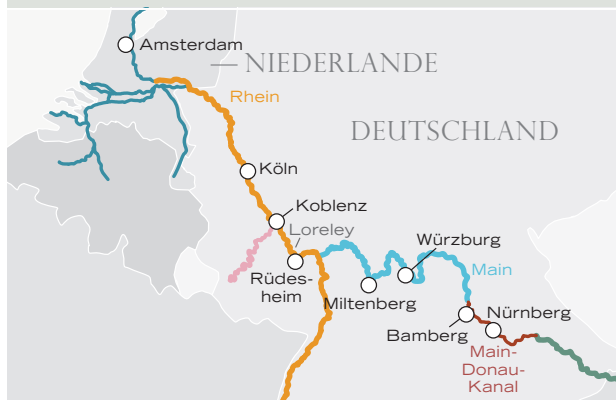 Amsterdam
NIEDERLANDE
Rhein
DEUTSCHLAND
Köln
Koblenz
Loreley
Rüdes-
heim
Würzburg
Main
Miltenberg
Nürnberg
Bamberg
Main-
Donau-
Kanal